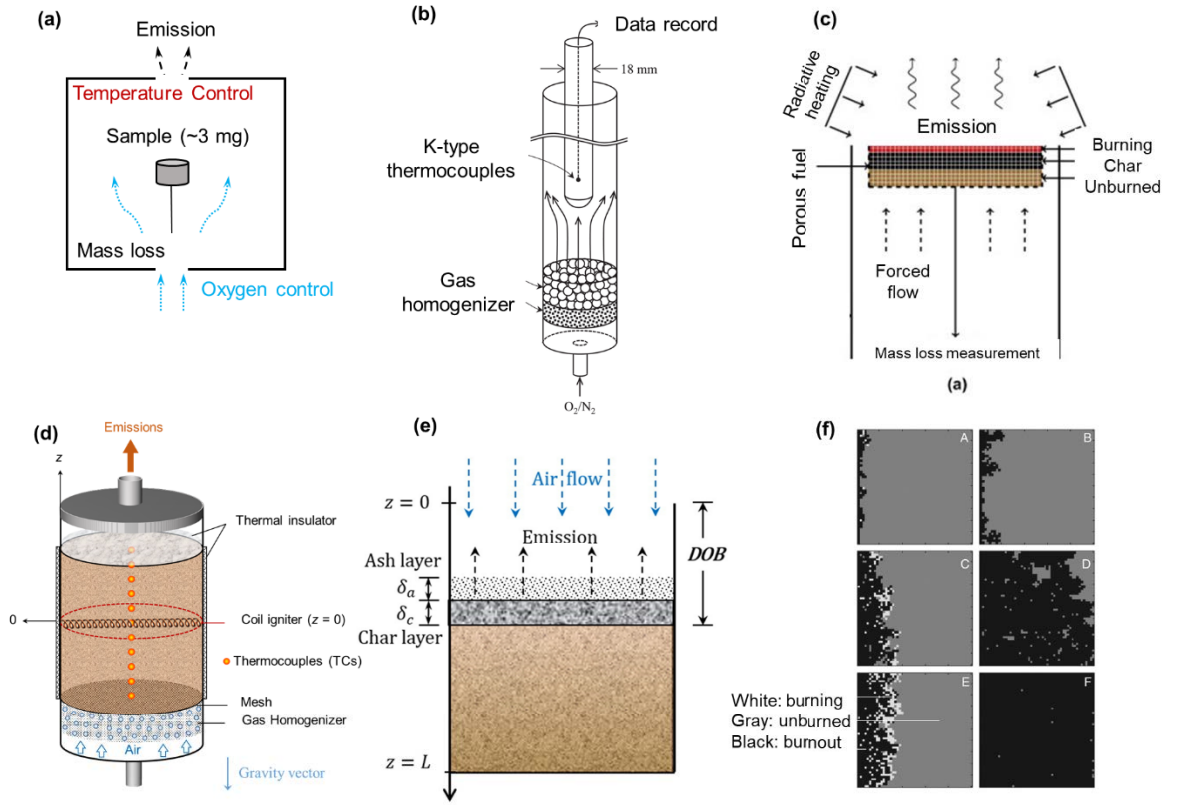 (a)
Emission
Temperature Control
Sample (~3 mg)
Mass loss
Oxygen control
(b)
Data record
18 mm
K-type
thermocouples
Gas
homogenizer
O₂/N₂
(c)
Radiative
heating
Emission
Burning
Char
Unburned
Porous fuel
Forced
flow
Mass loss measurement
(a)
(d)
Emissions
z
Thermal insulator
0
Coil igniter (z = 0)
Thermocouples (TCs)
Mesh
Gas Homogenizer
Air
Gravity vector
(e)
Air flow
z = 0
Emission
DOB
Ash layer
δₐ
δ꜀
Char layer
z = L
(f)
A
B
C
D
E
F
White: burning
Gray: unburned
Black: burnout